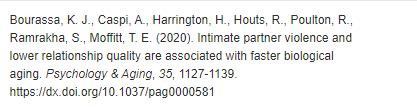 Bourassa, K. J., Caspi, A., Harrington, H., Houts, R., Poulton, R.,
Ramrakha, S., Moffitt, T. E. (2020). Intimate partner violence and
lower relationship quality are associated with faster biological
aging. Psychology & Aging, 35, 1127-1139.
https://dx.doi.org/10.1037/pag0000581